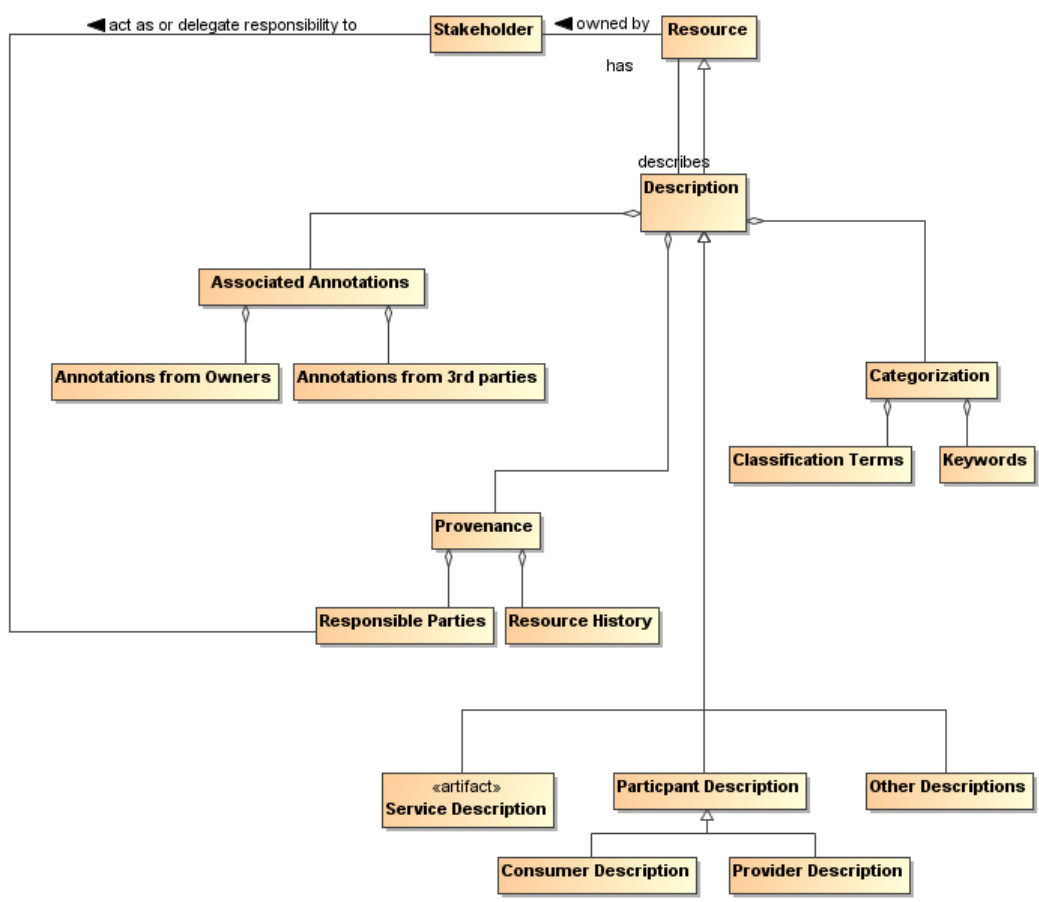 ◀ act as or delegate responsibility to
Stakeholder
◀ owned by
Resource
has
describes
Description
Associated Annotations
Annotations from Owners
Annotations from 3rd parties
Categorization
Classification Terms
Keywords
Provenance
Responsible Parties
Resource History
«artifact»
Service Description
Particpant Description
Other Descriptions
Consumer Description
Provider Description